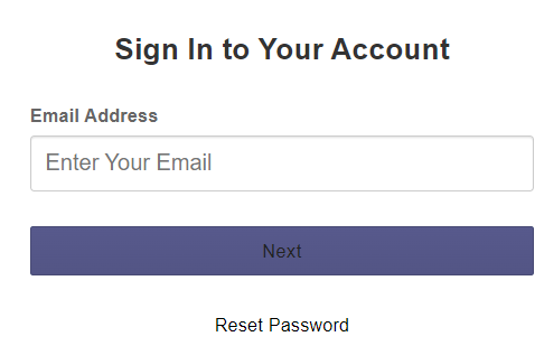 Sign In to Your Account
Email Address
Enter Your Email
Next
Reset Password